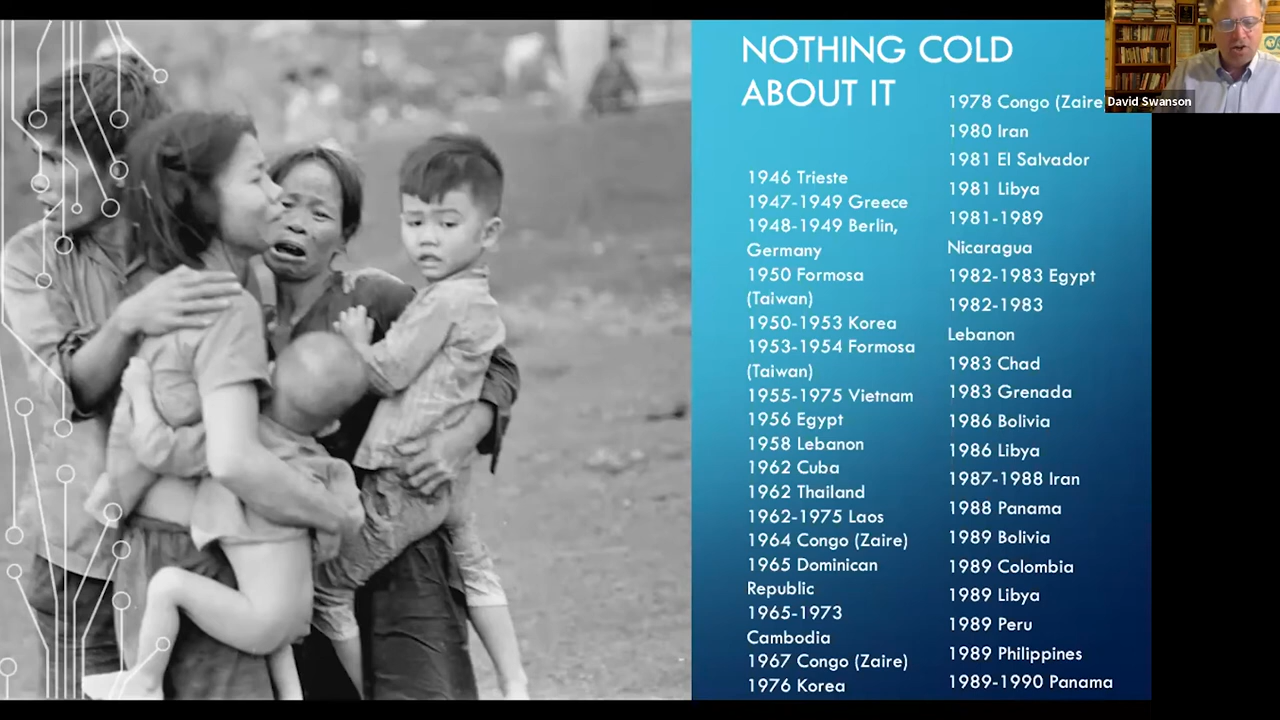 NOTHING COLD
ABOUT IT
1946 Trieste
1947-1949 Greece
1948-1949 Berlin,
Germany
1950 Formosa
(Taiwan)
1950-1953 Korea
1953-1954 Formosa
(Taiwan)
1955-1975 Vietnam
1956 Egypt
1958 Lebanon
1962 Cuba
1962 Thailand
1962-1975 Laos
1964 Congo (Zaire)
1965 Dominican
Republic
1965-1973
Cambodia
1967 Congo (Zaire)
1976 Korea
1978 Congo (Zaire
1980 Iran
1981 El Salvador
1981 Libya
1981-1989
Nicaragua
1982-1983 Egypt
1982-1983
Lebanon
1983 Chad
1983 Grenada
1986 Bolivia
1986 Libya
1987-1988 Iran
1988 Panama
1989 Bolivia
1989 Colombia
1989 Libya
1989 Peru
1989 Philippines
1989-1990 Panama
David Swanson